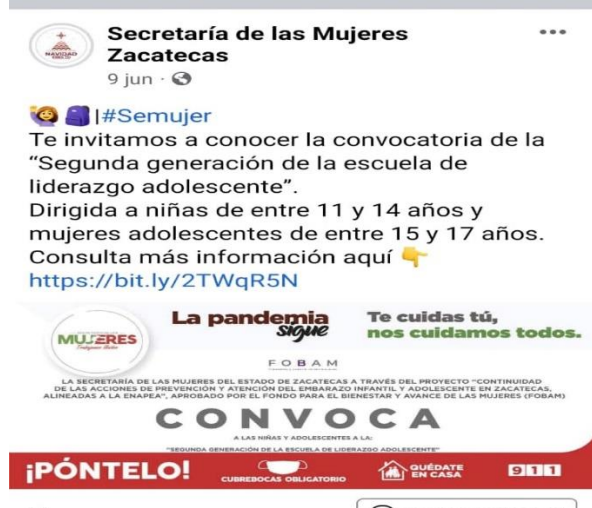 Secretaría de las Mujeres
Zacatecas
9 jun ·
|#Semujer
Te invitamos a conocer la convocatoria de la
“Segunda generación de la escuela de
liderazgo adolescente”.
Dirigida a niñas de entre 11 y 14 años y
mujeres adolescentes de entre 15 y 17 años.
Consulta más información aquí
https://bit.ly/2TWqR5N
MUJERES
La pandemia
sigue
Te cuidas tú,
nos cuidamos todos.
FOBAM
LA SECRETARÍA DE LAS MUJERES DEL ESTADO DE ZACATECAS A TRAVÉS DEL PROYECTO “CONTINUIDAD
DE LAS ACCIONES DE PREVENCIÓN Y ATENCIÓN DEL EMBARAZO INFANTIL Y ADOLESCENTE EN ZACATECAS,
ALINEADAS A LA ENAPEA”, APROBADO POR EL FONDO PARA EL BIENESTAR Y AVANCE DE LAS MUJERES (FOBAM)
CONVOCA
A LAS NIÑAS Y ADOLESCENTES A LA:
“SEGUNDA GENERACIÓN DE LA ESCUELA DE LIDERAZGO ADOLESCENTE”
¡PÓNTELO!
CUBREBOCAS OBLIGATORIO
QUÉDATE
EN CASA
911